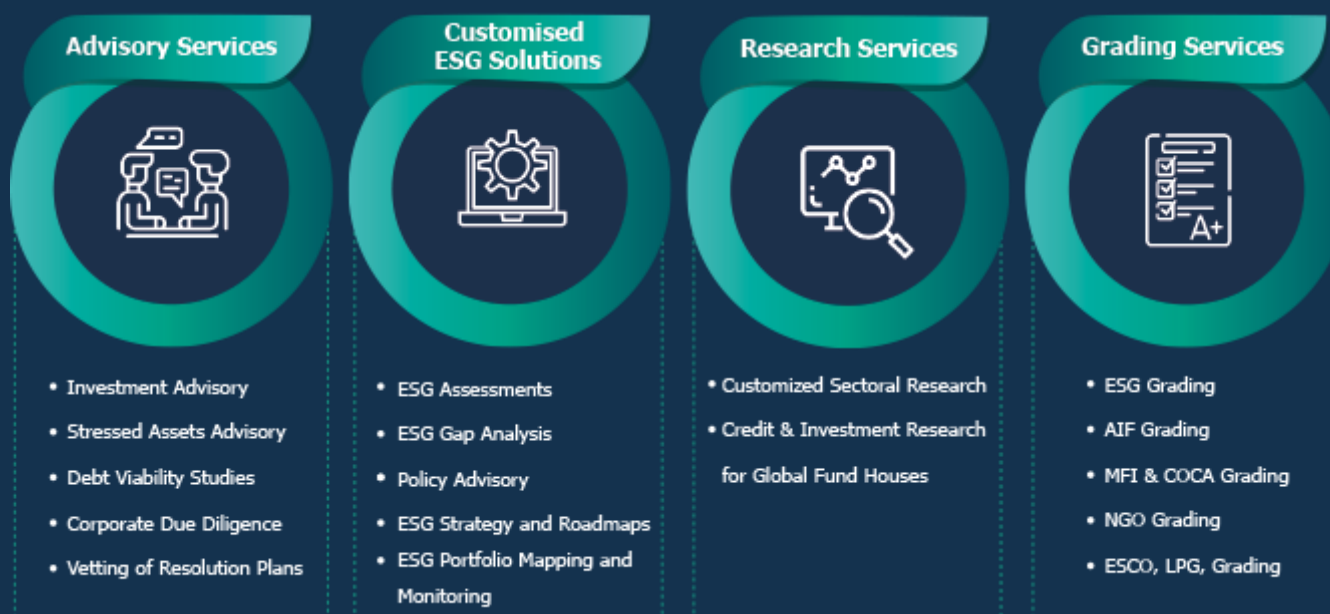 Advisory Services
• Investment Advisory
• Stressed Assets Advisory
• Debt Viability Studies
• Corporate Due Diligence
• Vetting of Resolution Plans
Customised
ESG Solutions
• ESG Assessments
• ESG Gap Analysis
• Policy Advisory
• ESG Strategy and Roadmaps
• ESG Portfolio Mapping and
Monitoring
Research Services
• Customized Sectoral Research
• Credit & Investment Research
for Global Fund Houses
Grading Services
A+
• ESG Grading
• AIF Grading
• MFI & COCA Grading
• NGO Grading
• ESCO, LPG, Grading